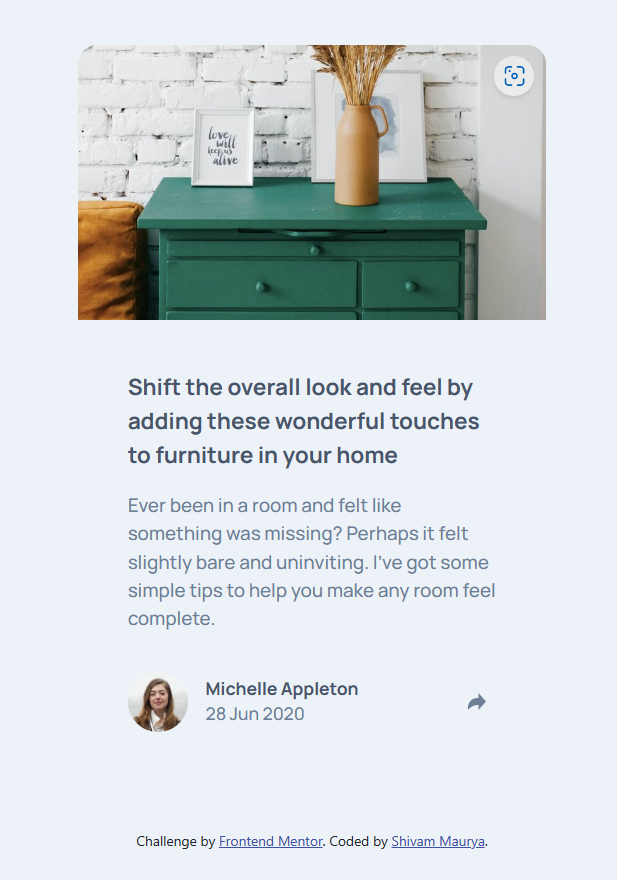 love
will
keep us
alive
Shift the overall look and feel by
adding these wonderful touches
to furniture in your home
Ever been in a room and felt like
something was missing? Perhaps it felt
slightly bare and uninviting. I've got some
simple tips to help you make any room feel
complete.
Michelle Appleton
28 Jun 2020
Challenge by Frontend Mentor. Coded by Shivam Maurya.